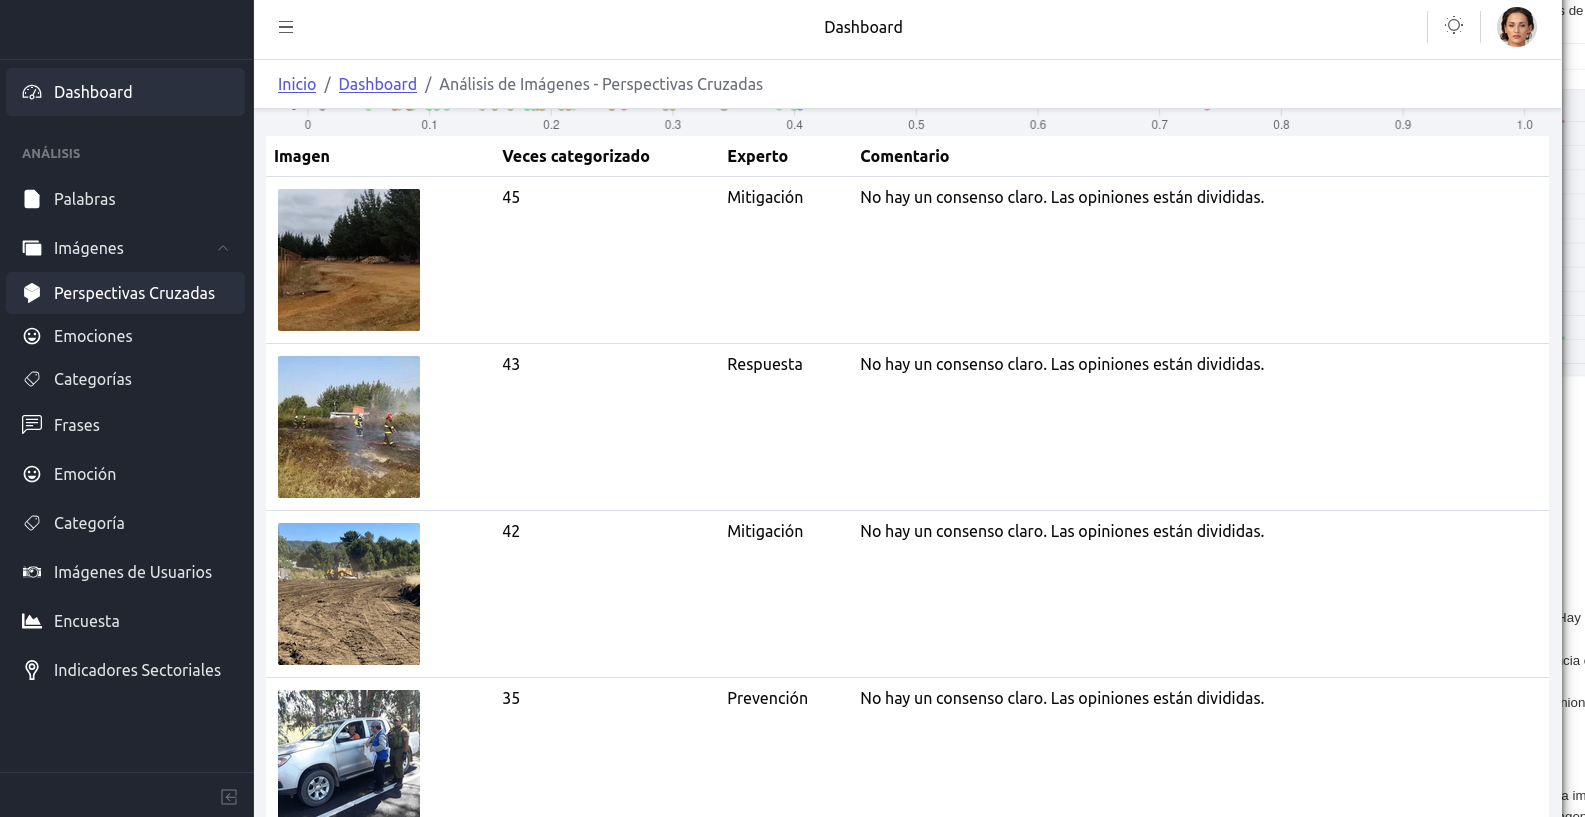 Dashboard
Inicio / Dashboard / Análisis de Imágenes - Perspectivas Cruzadas
Dashboard
ANÁLISIS
Palabras
Imágenes
Perspectivas Cruzadas
Emociones
Categorías
Frases
Emoción
Categoría
Imágenes de Usuarios
Encuesta
Indicadores Sectoriales
0 0.1 0.2 0.3 0.4 0.5 0.6 0.7 0.8 0.9 1.0
Imagen Veces categorizado Experto Comentario
45 Mitigación No hay un consenso claro. Las opiniones están divididas.
43 Respuesta No hay un consenso claro. Las opiniones están divididas.
42 Mitigación No hay un consenso claro. Las opiniones están divididas.
35 Prevención No hay un consenso claro. Las opiniones están divididas.
de
Hay